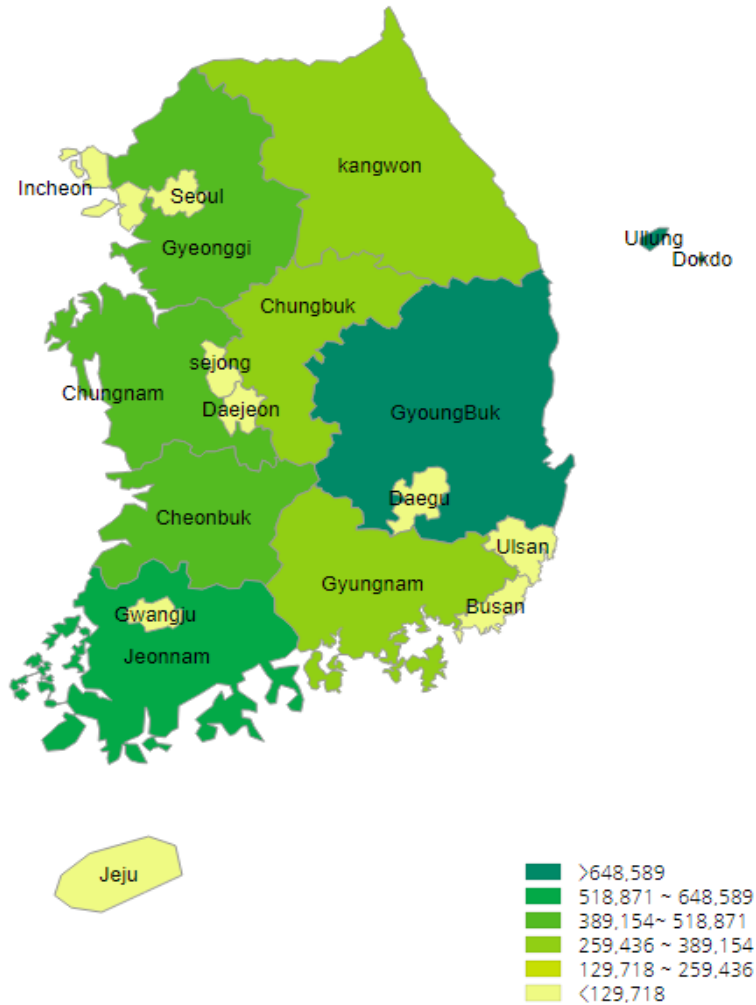 kangwon
Incheon
Seoul
Ullung
Gyeonggi
Dokdo
Chungbuk
sejong
Chungnam
Daejeon
GyoungBuk
Daegu
Cheonbuk
Ulsan
Gyungnam
Busan
Gwangju
Jeonnam
Jeju
>648,589
518,871 ~ 648,589
389,154~ 518,871
259,436 ~ 389,154
129,718 ~ 259,436
<129,718